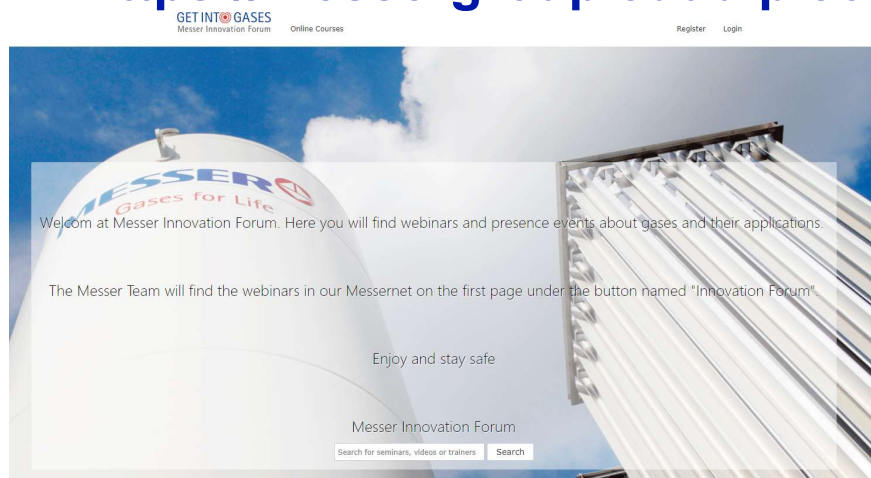 GET INTO GASES
Messer Innovation Forum
Online Courses
Register
Login
MESSER
Gases for Life
Welcom at Messer Innovation Forum. Here you will find webinars and presence events about gases and their applications.
The Messer Team will find the webinars in our Messernet on the first page under the button named "Innovation Forum".
Enjoy and stay safe
Messer Innovation Forum
Search for seminars, videos or trainers
Search